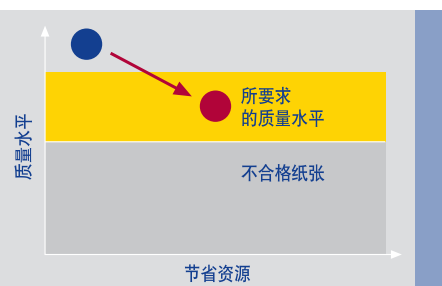 所要求
的质量水平
不合格纸张
质量水平
节省资源